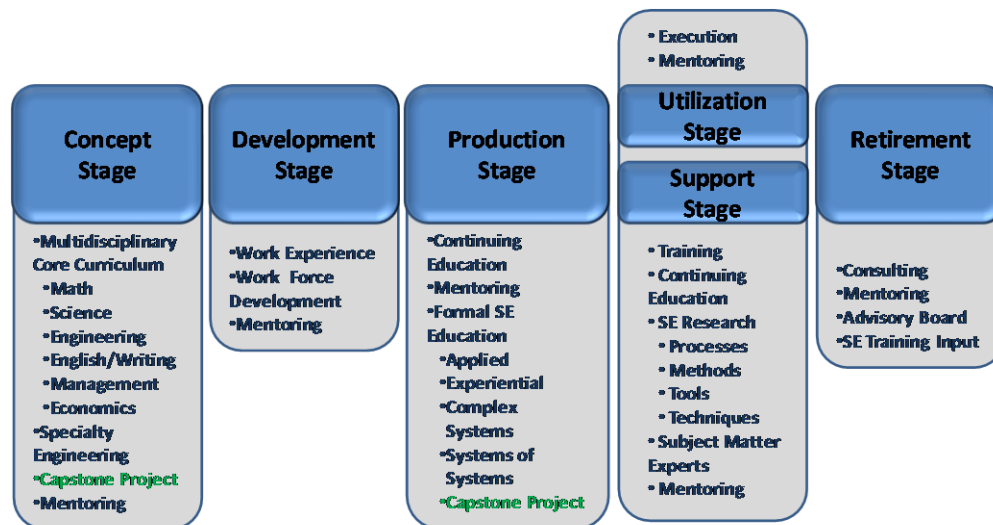 Concept
Stage
•Multidisciplinary
Core Curriculum
•Math
•Science
•Engineering
•English/Writing
•Management
•Economics
•Specialty
Engineering
•Capstone Project
•Mentoring
Development
Stage
•Work Experience
•Work Force
Development
•Mentoring
Production
Stage
•Continuing
Education
•Mentoring
•Formal SE
Education
•Applied
•Experiential
•Complex
Systems
•Systems of
Systems
•Capstone Project
• Execution
• Mentoring
Utilization
Stage
Support
Stage
• Training
• Continuing
Education
• SE Research
• Processes
• Methods
• Tools
• Techniques
• Subject Matter
Experts
• Mentoring
Retirement
Stage
•Consulting
•Mentoring
•Advisory Board
•SE Training Input